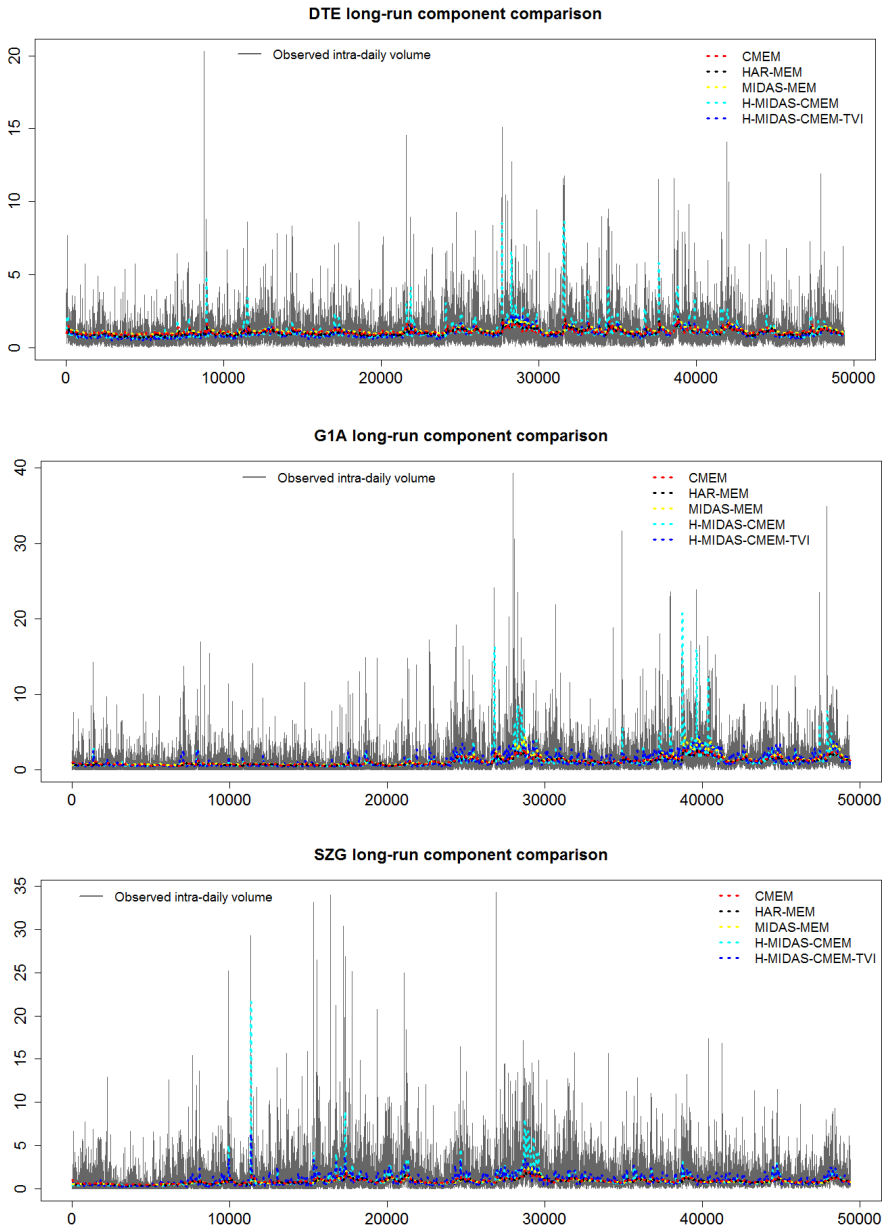 DTE long-run component comparison
Observed intra-daily volume
CMEM
HAR-MEM
MIDAS-MEM
H-MIDAS-CMEM
H-MIDAS-CMEM-TVI
20
15
10
5
0
0 10000 20000 30000 40000 50000
G1A long-run component comparison
Observed intra-daily volume
CMEM
HAR-MEM
MIDAS-MEM
H-MIDAS-CMEM
H-MIDAS-CMEM-TVI
40
30
20
10
0
0 10000 20000 30000 40000 50000
SZG long-run component comparison
Observed intra-daily volume
CMEM
HAR-MEM
MIDAS-MEM
H-MIDAS-CMEM
H-MIDAS-CMEM-TVI
35
30
25
20
15
10
5
0
0 10000 20000 30000 40000 50000